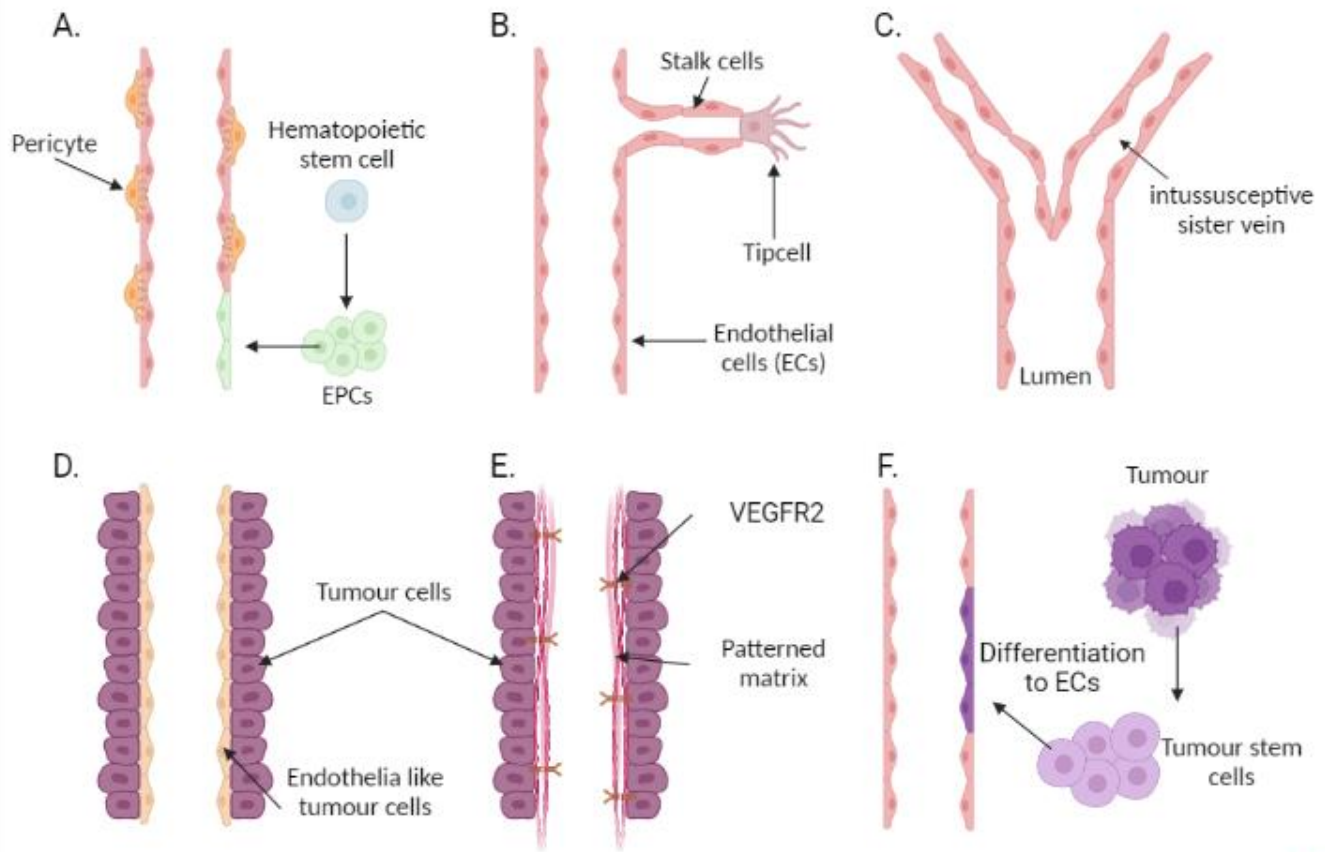 A.
Pericyte
Hematopoietic
stem cell
EPCs
B.
Stalk cells
Tipcell
Endothelial
cells (ECs)
C.
intussusceptive
sister vein
Lumen
D.
Tumour cells
Endothelia like
tumour cells
E.
VEGFR2
Patterned
matrix
F.
Tumour
Differentiation
to ECs
Tumour stem
cells